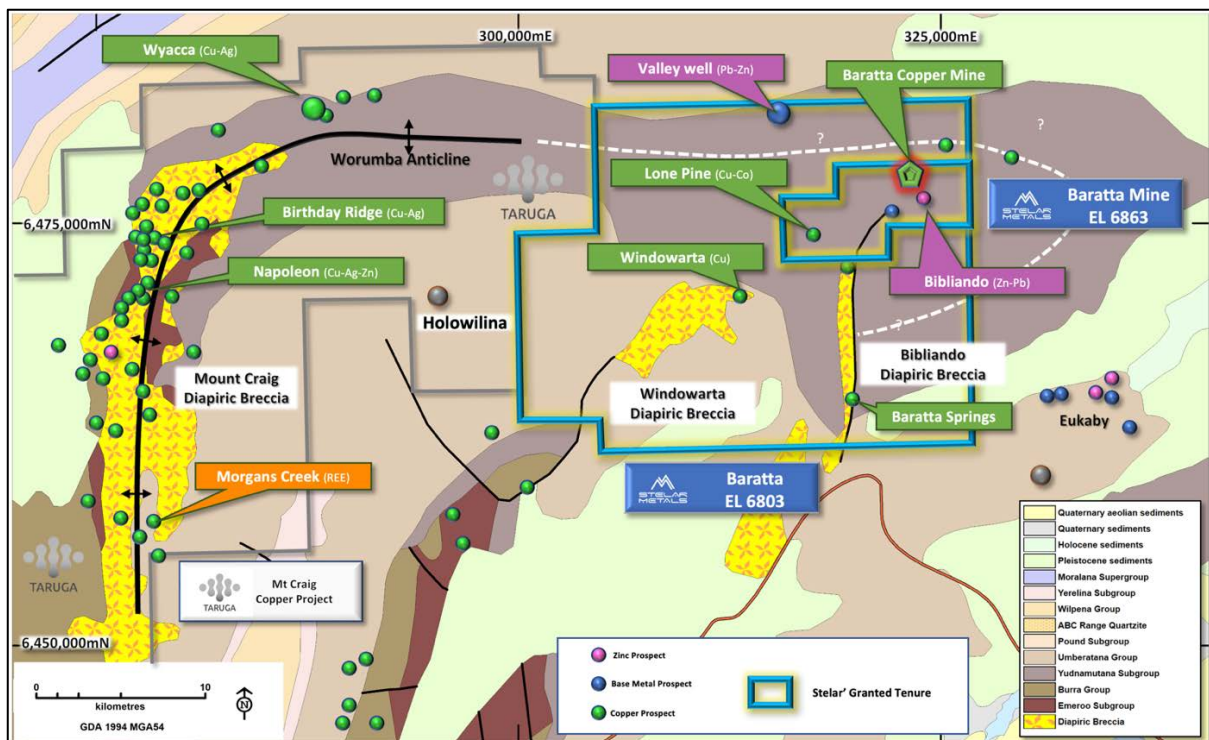 300,000mE
325,000mE
Wyacca (Cu-Ag)
Valley well (Pb-Zn)
Baratta Copper Mine
?
?
Worumba Anticline
TARUGA
Lone Pine (Cu-Co)
STELAR
METALS
Baratta Mine
EL 6863
6,475,000mN
Birthday Ridge (Cu-Ag)
Windowarta (Cu)
Bibliando (Zn-Pb)
Napoleon (Cu-Ag-Zn)
Holowilina
?
Mount Craig
Diapiric Breccia
Windowarta
Diapiric Breccia
Bibliando
Diapiric Breccia
Baratta Springs
Eukaby
Morgans Creek (REE)
STELAR
METALS
Baratta
EL 6803
TARUGA
TARUGA
Mt Craig
Copper Project
6,450,000mN
0 10
kilometres
N
GDA 1994 MGA54
Zinc Prospect
Base Metal Prospect
Copper Prospect
Stelar' Granted Tenure
Quaternary aeolian sediments
Quaternary sediments
Holocene sediments
Pleistocene sediments
Moralana Supergroup
Yerelina Subgroup
Wilpena Group
ABC Range Quartzite
Pound Subgroup
Umberatana Group
Yudnamutana Subgroup
Burra Group
Emeroo Subgroup
Diapiric Breccia